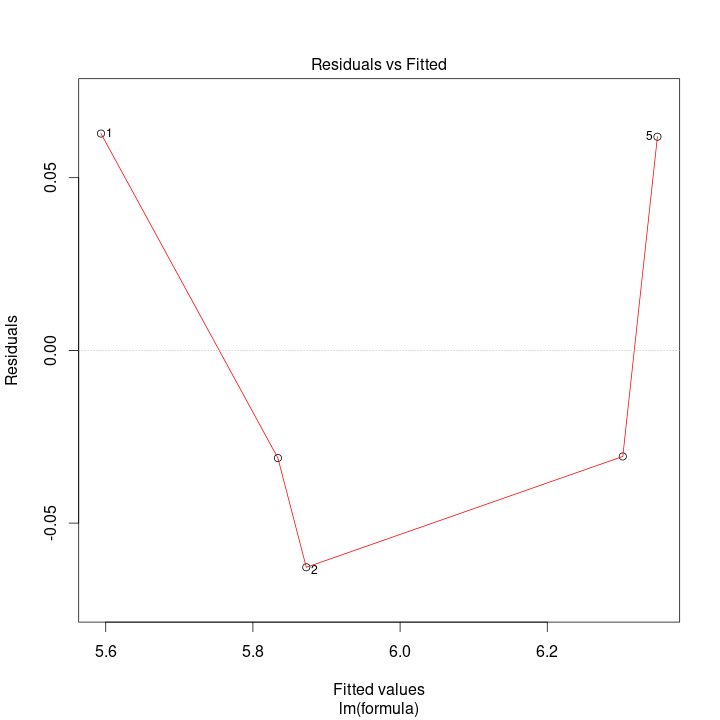 Residuals vs Fitted
1
5
0.05
0.00
-0.05
Residuals
2
5.6 5.8 6.0 6.2
Fitted values
lm(formula)